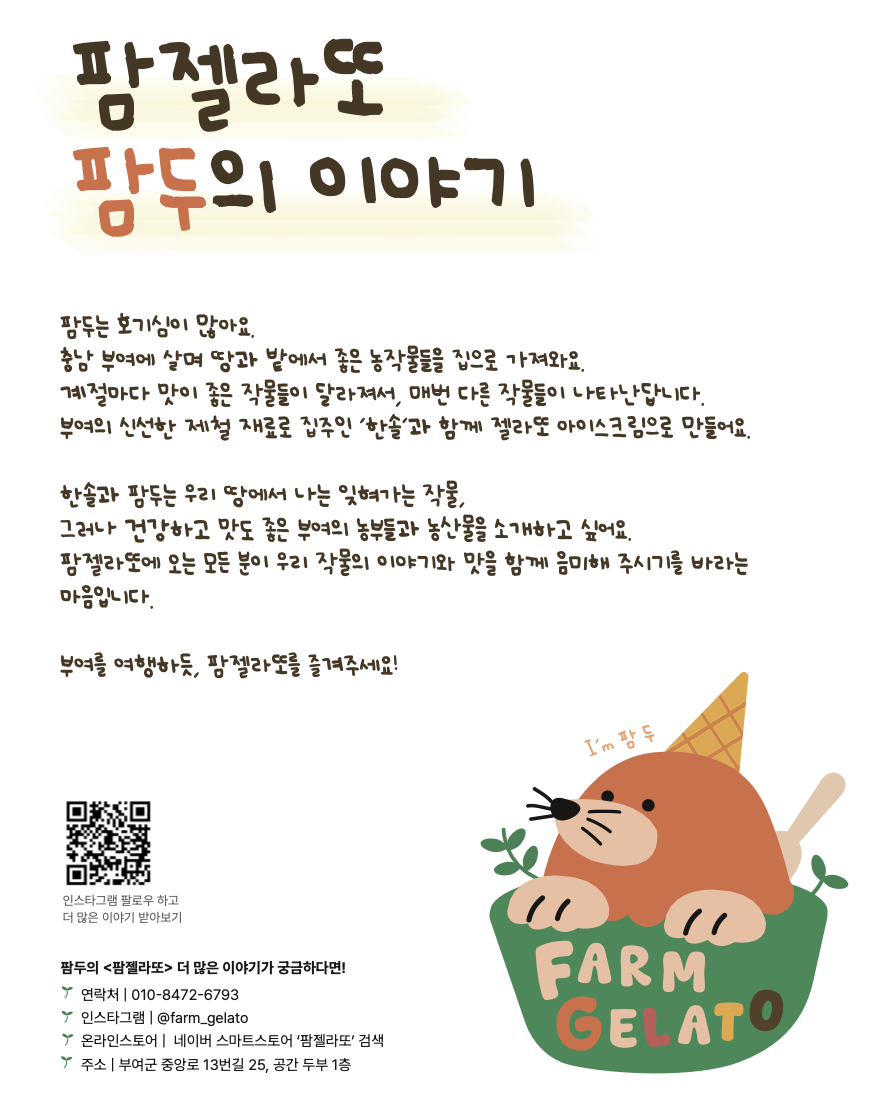 팜젤라또
팜두의 이야기
팜두는 호기심이 많아요.
충남 부여에 살며 땅과 밭에서 좋은 농작물들을 집으로 가져와요.
계절마다 맛이 좋은 작물들이 달라져서, 매번 다른 작물들이 나타난답니다.
부여의 신선한 제철 재료로 집주인 ‘한솔’과 함께 젤라또 아이스크림으로 만들어요.
한솔과 팜두는 우리 땅에서 나는 잊혀가는 작물,
그러나 건강하고 맛도 좋은 부여의 농부들과 농산물을 소개하고 싶어요.
팜젤라또에 오는 모든 분이 우리 작물의 이야기와 맛을 함께 음미해 주시기를 바라는
마음입니다.
부여를 여행하듯, 팜젤라또를 즐겨주세요!
I'm 팜두
FARM
GELATO
인스타그램 팔로우 하고
더 많은 이야기 받아보기
팜두의 <팜젤라또> 더 많은 이야기가 궁금하다면!
연락처 | 010-8472-6793
인스타그램 | @farm_gelato
온라인스토어 | 네이버 스마트스토어 ‘팜젤라또’ 검색
주소 | 부여군 중앙로 13번길 25, 공간 두부 1층